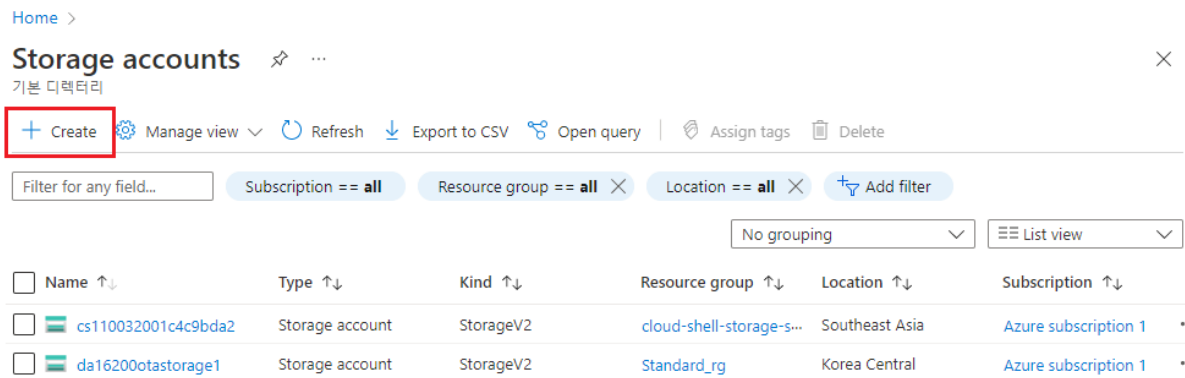 Home >
Storage accounts ...
기본 디렉터리
+ Create Manage view Refresh Export to CSV Open query Assign tags Delete
Filter for any field... Subscription == all Resource group == all Location == all Add filter
No grouping List view
Name Type Kind Resource group Location Subscription
cs110032001c4c9bda2 Storage account StorageV2 cloud-shell-storage-s... Southeast Asia Azure subscription 1
da16200otastorage1 Storage account StorageV2 Standard_rg Korea Central Azure subscription 1